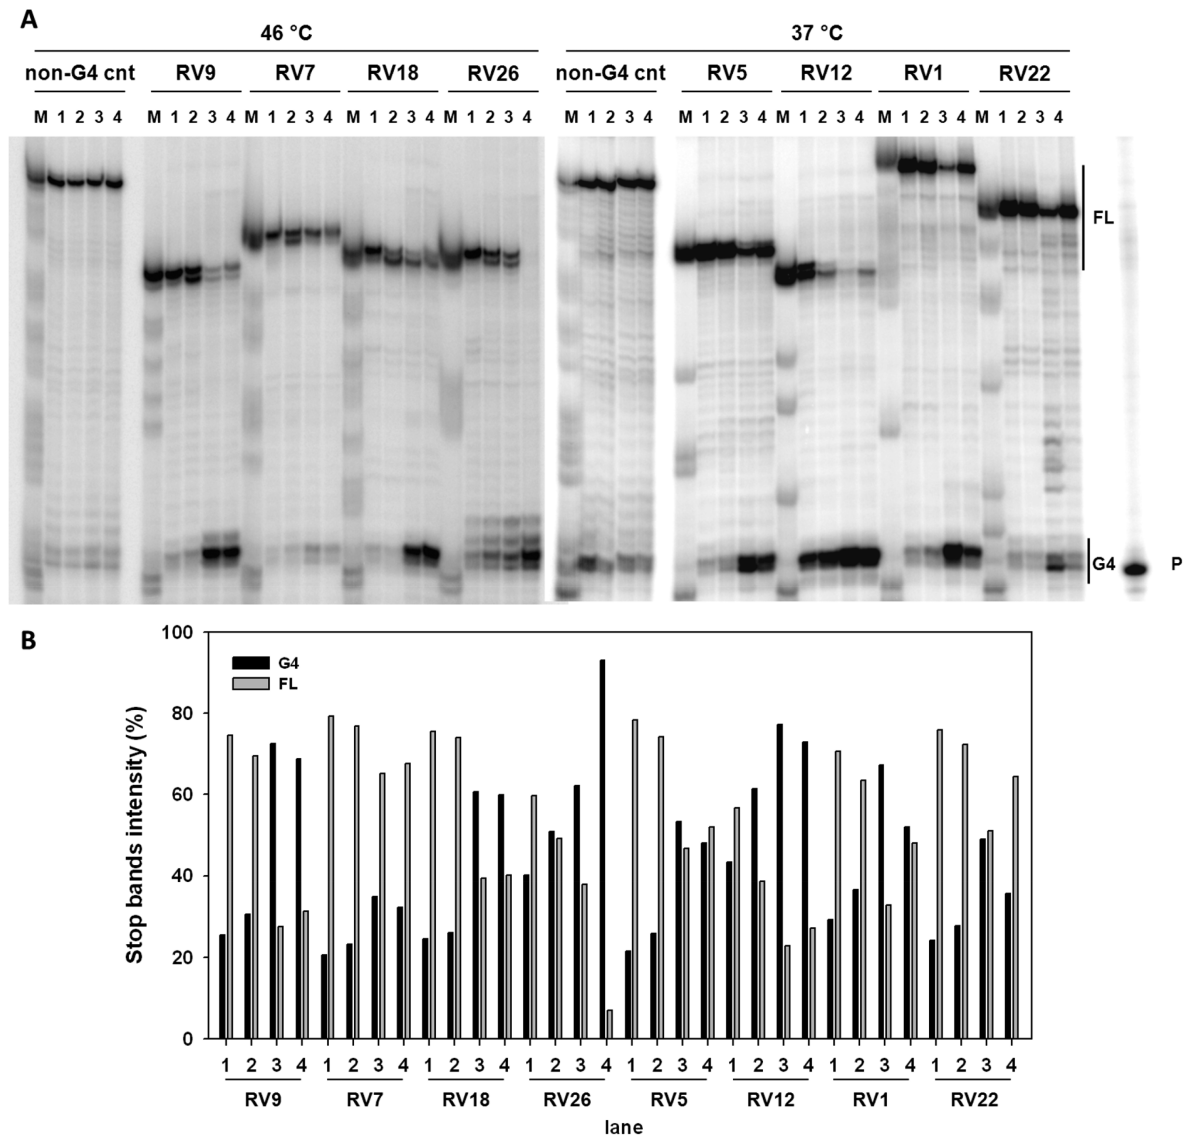 A
46 °C 37 °C
non-G4 cnt RV9 RV7 RV18 RV26 non-G4 cnt RV5 RV12 RV1 RV22
M 1 2 3 4 M 1 2 3 4 M 1 2 3 4 M 1 2 3 4 M 1 2 3 4 M 1 2 3 4 M 1 2 3 4 M 1 2 3 4 M 1 2 3 4 M 1 2 3 4
FL
G4 P
B
100
80
60
40
20
0
Stop bands intensity (%)
G4
FL
1 2 3 4 1 2 3 4 1 2 3 4 1 2 3 4 1 2 3 4 1 2 3 4 1 2 3 4 1 2 3 4
RV9 RV7 RV18 RV26 RV5 RV12 RV1 RV22
lane